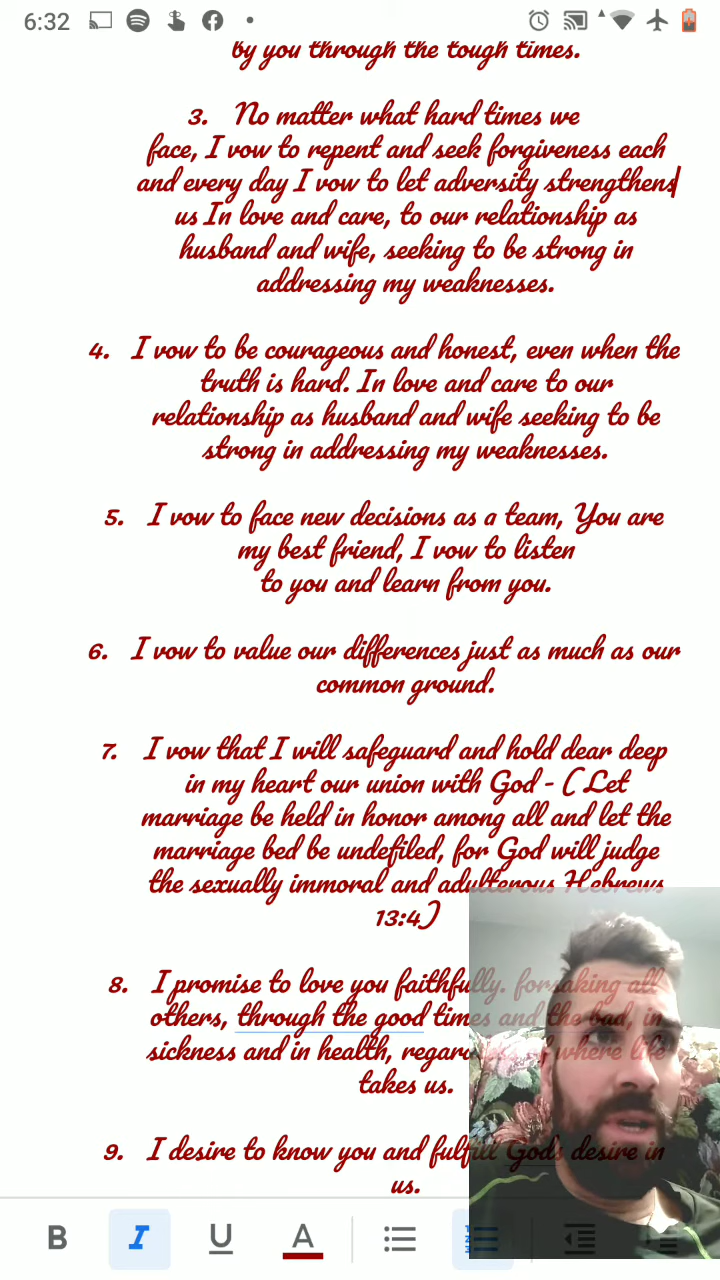 6:32
by you through the tough times.
3. No matter what hard times we
face, I vow to repent and seek forgiveness each
and every day I vow to let adversity strengthens
us In love and care, to our relationship as
husband and wife, seeking to be strong in
addressing my weaknesses.
4. I vow to be courageous and honest, even when the
truth is hard. In love and care to our
relationship as husband and wife seeking to be
strong in addressing my weaknesses.
5. I vow to face new decisions as a team, You are
my best friend, I vow to listen
to you and learn from you.
6. I vow to value our differences just as much as our
common ground.
7. I vow that I will safeguard and hold dear deep
in my heart our union with God - ( Let
marriage be held in honor among all and let the
marriage bed be undefiled, for God will judge
the sexually immoral and adulterous Hebrews
13:4)
8. I promise to love you faithfully. forsaking all
others, through the good times and the bad, in
sickness and in health, regardless of where life
takes us.
9. I desire to know you and fulfill Gods desire in
us.
B I U A